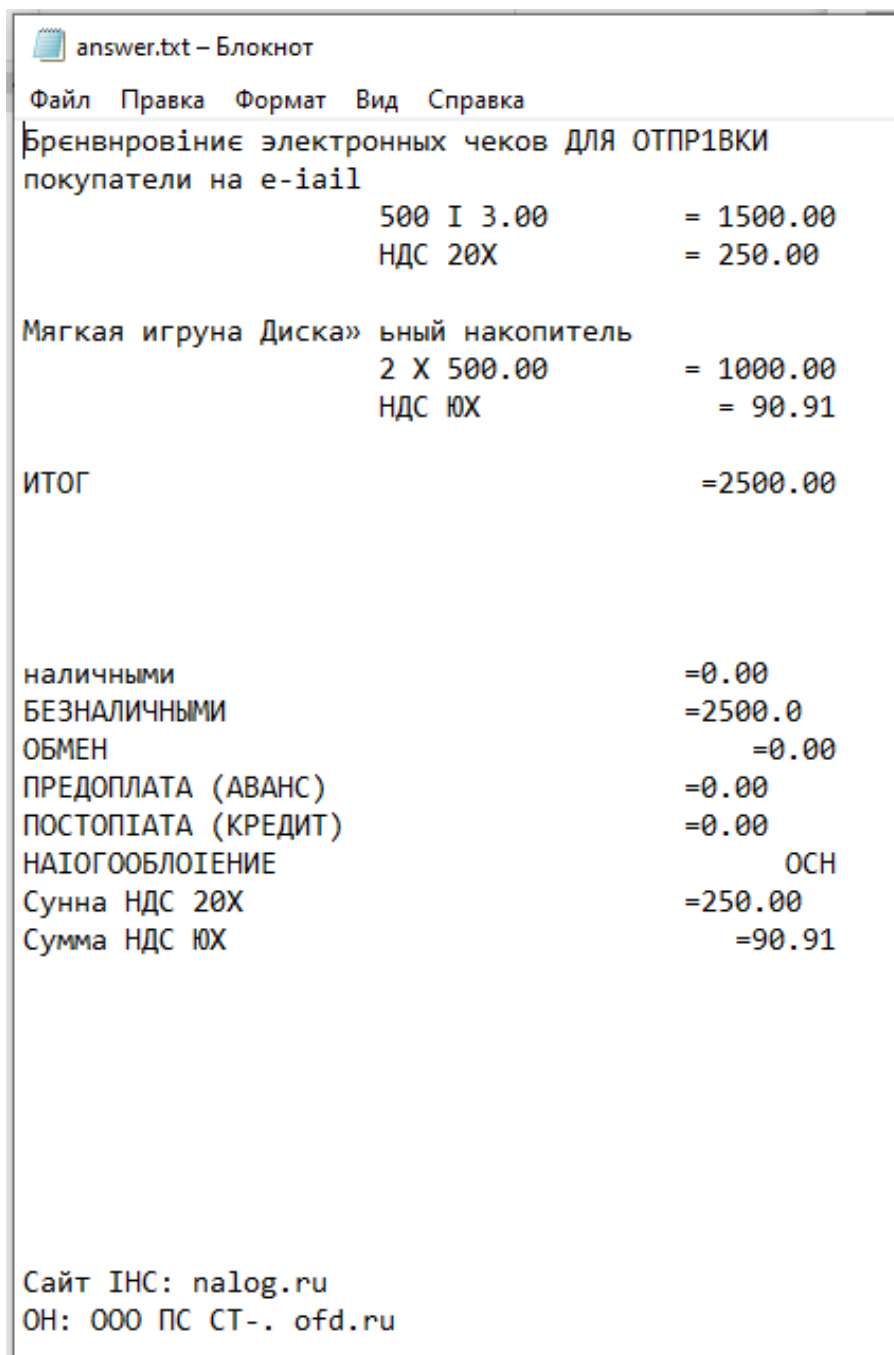 answer.txt – Блокнот
Файл Правка Формат Вид Справка
Брєнвнровініє электронных чеков ДЛЯ ОТПР1ВКИ
покупатели на e-iail
500 I 3.00 = 1500.00
НДС 20Х = 250.00
Мягкая игруна Диска» ьный накопитель
2 X 500.00 = 1000.00
НДС ЮХ = 90.91
ИТОГ =2500.00
наличными =0.00
БЕЗНАЛИЧНЫМИ =2500.0
ОБМЕН =0.00
ПРЕДОПЛАТА (АВАНС) =0.00
ПОСТОПІАТА (КРЕДИТ) =0.00
НАІОГООБЛОІЕНИЕ ОСН
Сунна НДС 20Х =250.00
Сумма НДС ЮХ =90.91
Сайт ІНС: nalog.ru
ОН: ООО ПС СТ-. ofd.ru